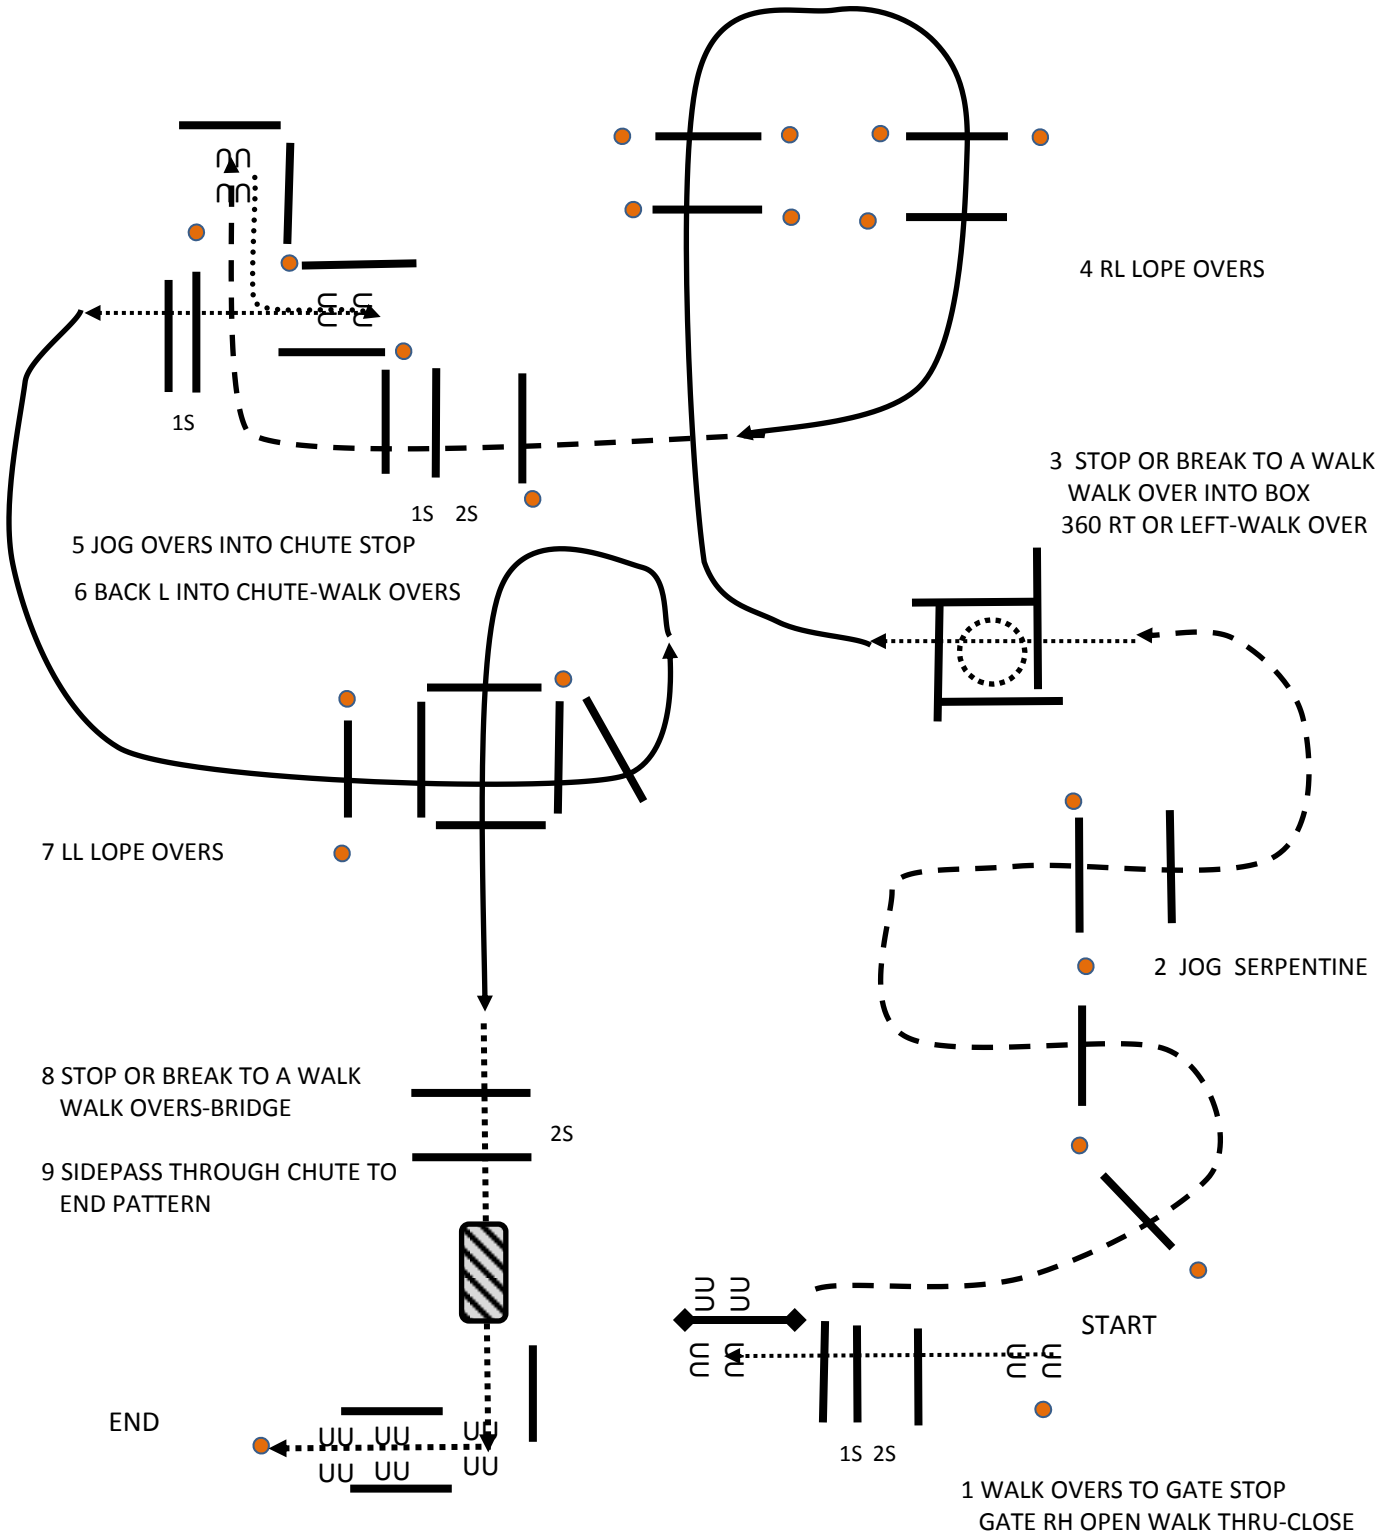 4 RL LOPE OVERS
1S
3 STOP OR BREAK TO A WALK
WALK OVER INTO BOX
360 RT OR LEFT-WALK OVER
1S 2S
5 JOG OVERS INTO CHUTE STOP
6 BACK L INTO CHUTE-WALK OVERS
7 LL LOPE OVERS
2 JOG SERPENTINE
8 STOP OR BREAK TO A WALK
WALK OVERS-BRIDGE
2S
9 SIDEPASS THROUGH CHUTE TO
END PATTERN
START
END
1S 2S
1 WALK OVERS TO GATE STOP
GATE RH OPEN WALK THRU-CLOSE